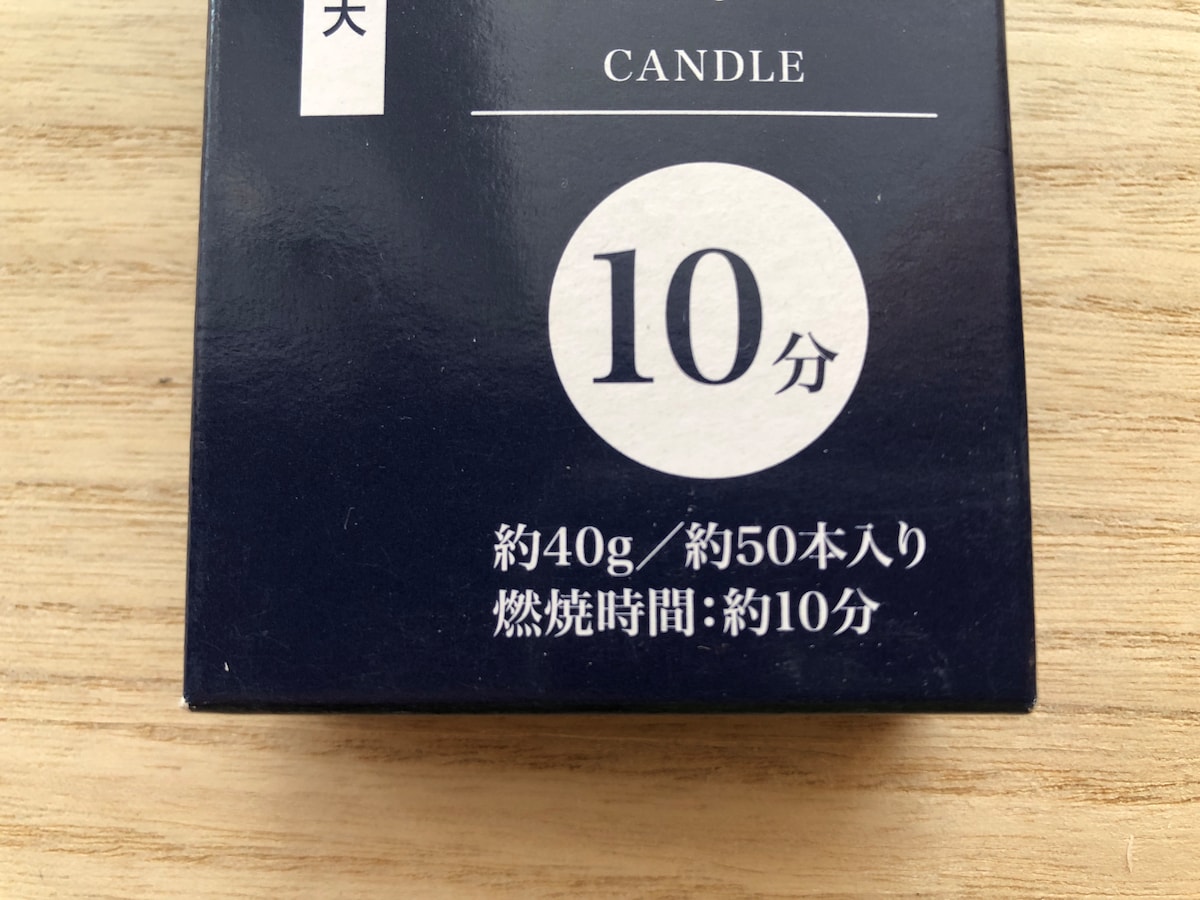 大
CANDLE
10分
約40g／約50本入り
燃焼時間：約10分